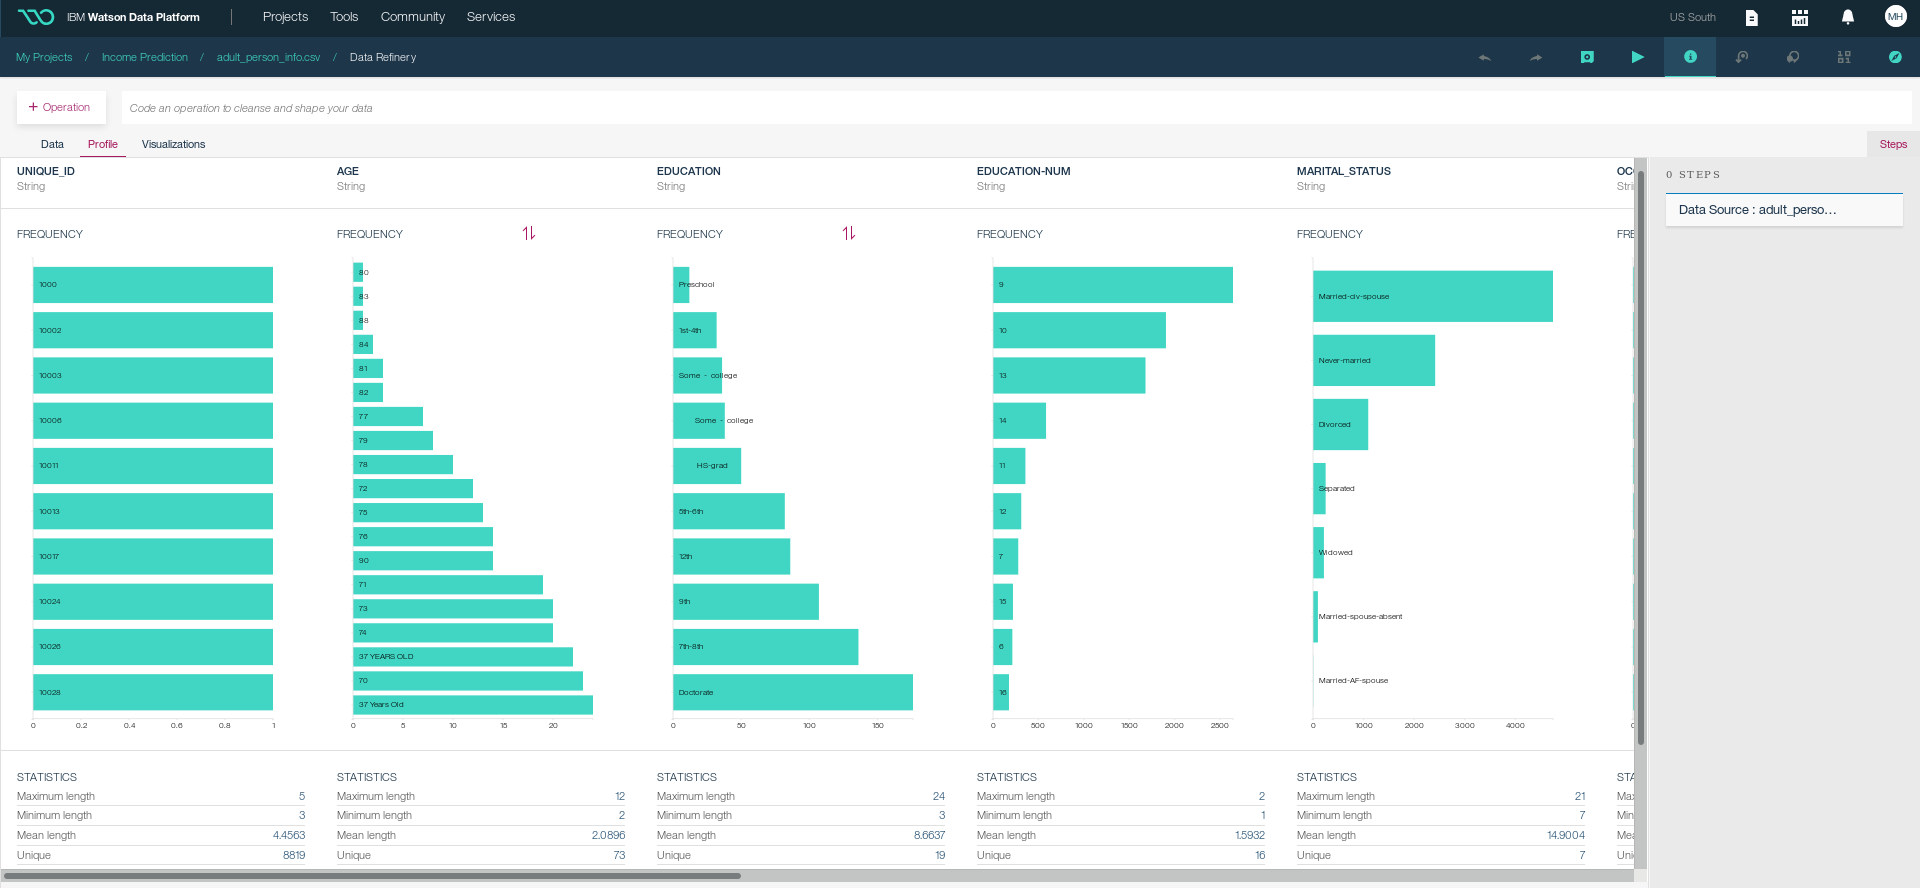 IBM Watson Data Platform Projects Tools Community Services US South MH
My Projects / Income Prediction / adult_person_info.csv / Data Refinery
+ Operation Code an operation to cleanse and shape your data
Data Profile Visualizations Steps
UNIQUE_ID
String
FREQUENCY
1000
10002
10003
10006
10011
10013
10017
10024
10026
10028
0 0.2 0.4 0.6 0.8 1
STATISTICS
Maximum length 5
Minimum length 3
Mean length 4.4563
Unique 8819
AGE
String
FREQUENCY
80
83
88
84
81
82
77
79
78
72
75
76
90
71
73
74
37 YEARS OLD
70
37 Years Old
0 5 10 15 20
STATISTICS
Maximum length 12
Minimum length 2
Mean length 2.0896
Unique 73
EDUCATION
String
FREQUENCY
Preschool
1st-4th
Some - college
Some - college
HS-grad
5th-6th
12th
9th
7th-8th
Doctorate
0 50 100 150
STATISTICS
Maximum length 24
Minimum length 3
Mean length 8.6637
Unique 19
EDUCATION-NUM
String
FREQUENCY
9
10
13
14
11
12
7
15
6
16
0 500 1000 1500 2000 2500
STATISTICS
Maximum length 2
Minimum length 1
Mean length 1.5932
Unique 16
MARITAL_STATUS
String
FREQUENCY
Married-civ-spouse
Never-married
Divorced
Separated
Widowed
Married-spouse-absent
Married-AF-spouse
0 1000 2000 3000 4000
STATISTICS
Maximum length 21
Minimum length 7
Mean length 14.9004
Unique 7
0 STEPS
Data Source : adult_perso...